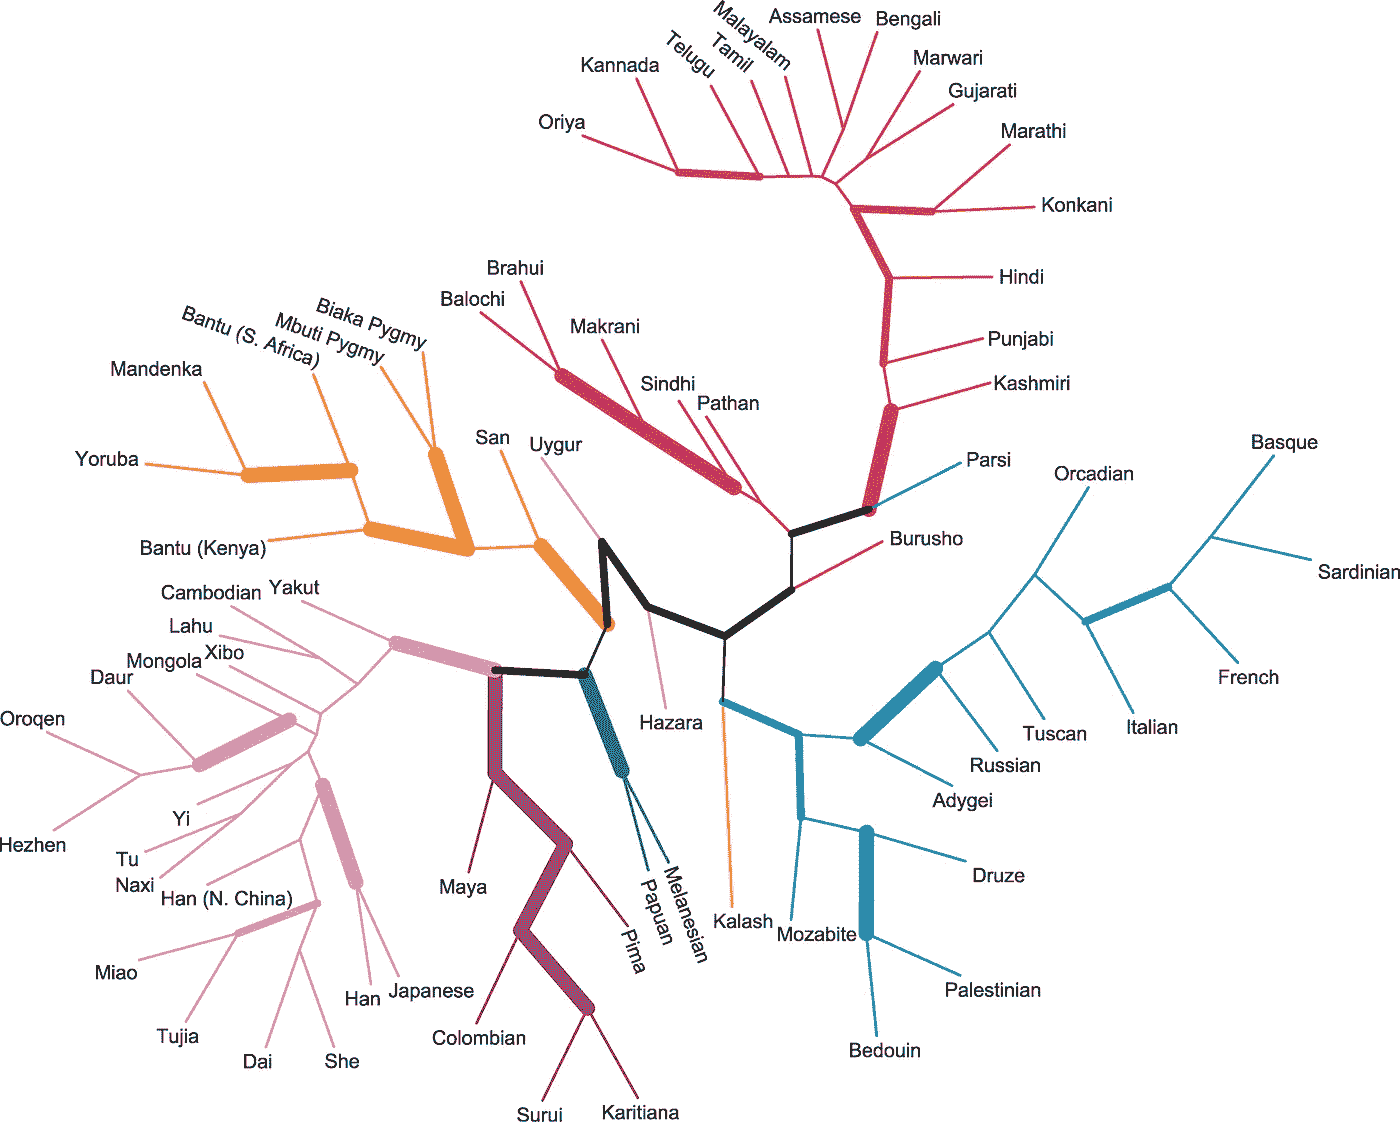 Assamese
Bengali
Malayalam
Tamil
Telugu
Kannada
Marwari
Gujarati
Oriya
Marathi
Konkani
Brahui
Hindi
Balochi
Makrani
Punjabi
Biaka Pygmy
Mbuti Pygmy
Bantu (S. Africa)
Mandenka
Sindhi
Pathan
Kashmiri
San
Uygur
Basque
Yoruba
Parsi
Orcadian
Bantu (Kenya)
Burusho
Sardinian
Cambodian
Yakut
Lahu
Xibo
Mongola
Daur
French
Oroqen
Hazara
Tuscan
Italian
Russian
Adygei
Yi
Hezhen
Tu
Naxi
Han (N. China)
Maya
Druze
Papuan
Melanesian
Kalash
Mozabite
Pima
Miao
Han
Japanese
Palestinian
Tujia
Dai
She
Colombian
Bedouin
Surui
Karitiana